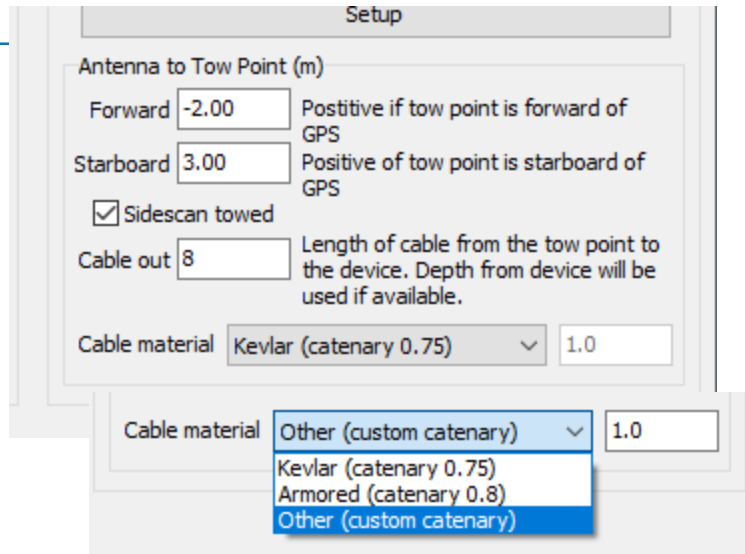 Setup
Antenna to Tow Point (m)
Forward -2.00 Postitive if tow point is forward of
GPS
Starboard 3.00 Positive of tow point is starboard of
GPS
Sidescan towed
Cable out 8 Length of cable from the tow point to
the device. Depth from device will be
used if available.
Cable material Kevlar (catenary 0.75) 1.0
Cable material Other (custom catenary) 1.0
Kevlar (catenary 0.75)
Armored (catenary 0.8)
Other (custom catenary)